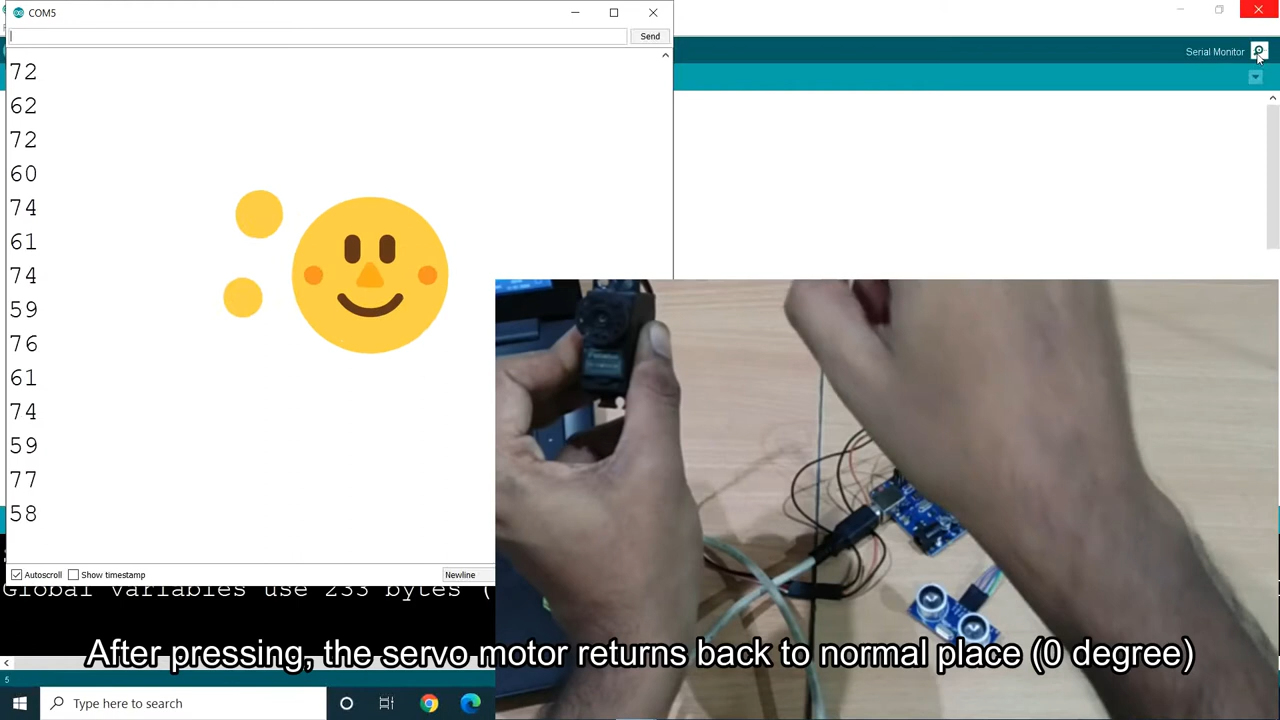 COM5
Send
Serial Monitor
72
62
72
60
74
61
74
59
76
61
74
59
77
58
Autoscroll
Show timestamp
Newline
Global variables use 233 bytes (
After pressing, the servo motor returns back to normal place (0 degree)
5
Type here to search